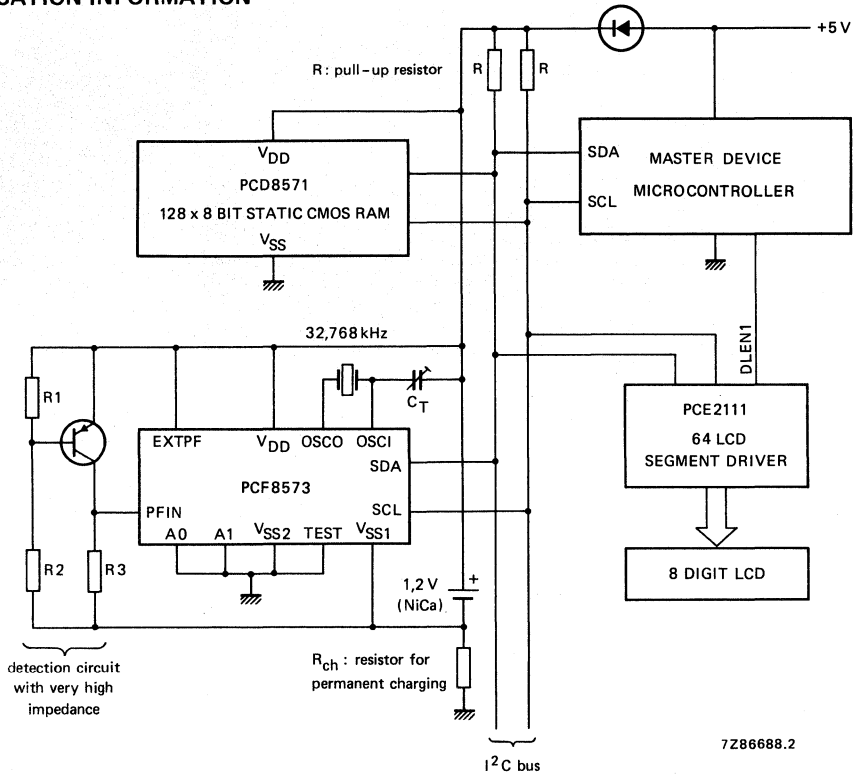 SATION INFORMATION
+5 V
R : pull-up resistor
R
R
VDD
PCD8571
128 x 8 BIT STATIC CMOS RAM
VSS
SDA
MASTER DEVICE
MICROCONTROLLER
SCL
32,768 kHz
DLEN1
R1
CT
PCE2111
64 LCD
SEGMENT DRIVER
EXTPF
VDD
OSCO
OSCI
SDA
PCF8573
PFIN
SCL
A0
A1
VSS2
TEST
VSS1
R2
R3
1,2 V
(NiCa)
+
8 DIGIT LCD
detection circuit
with very high
impedance
Rch : resistor for
permanent charging
7Z86688.2
I2C bus